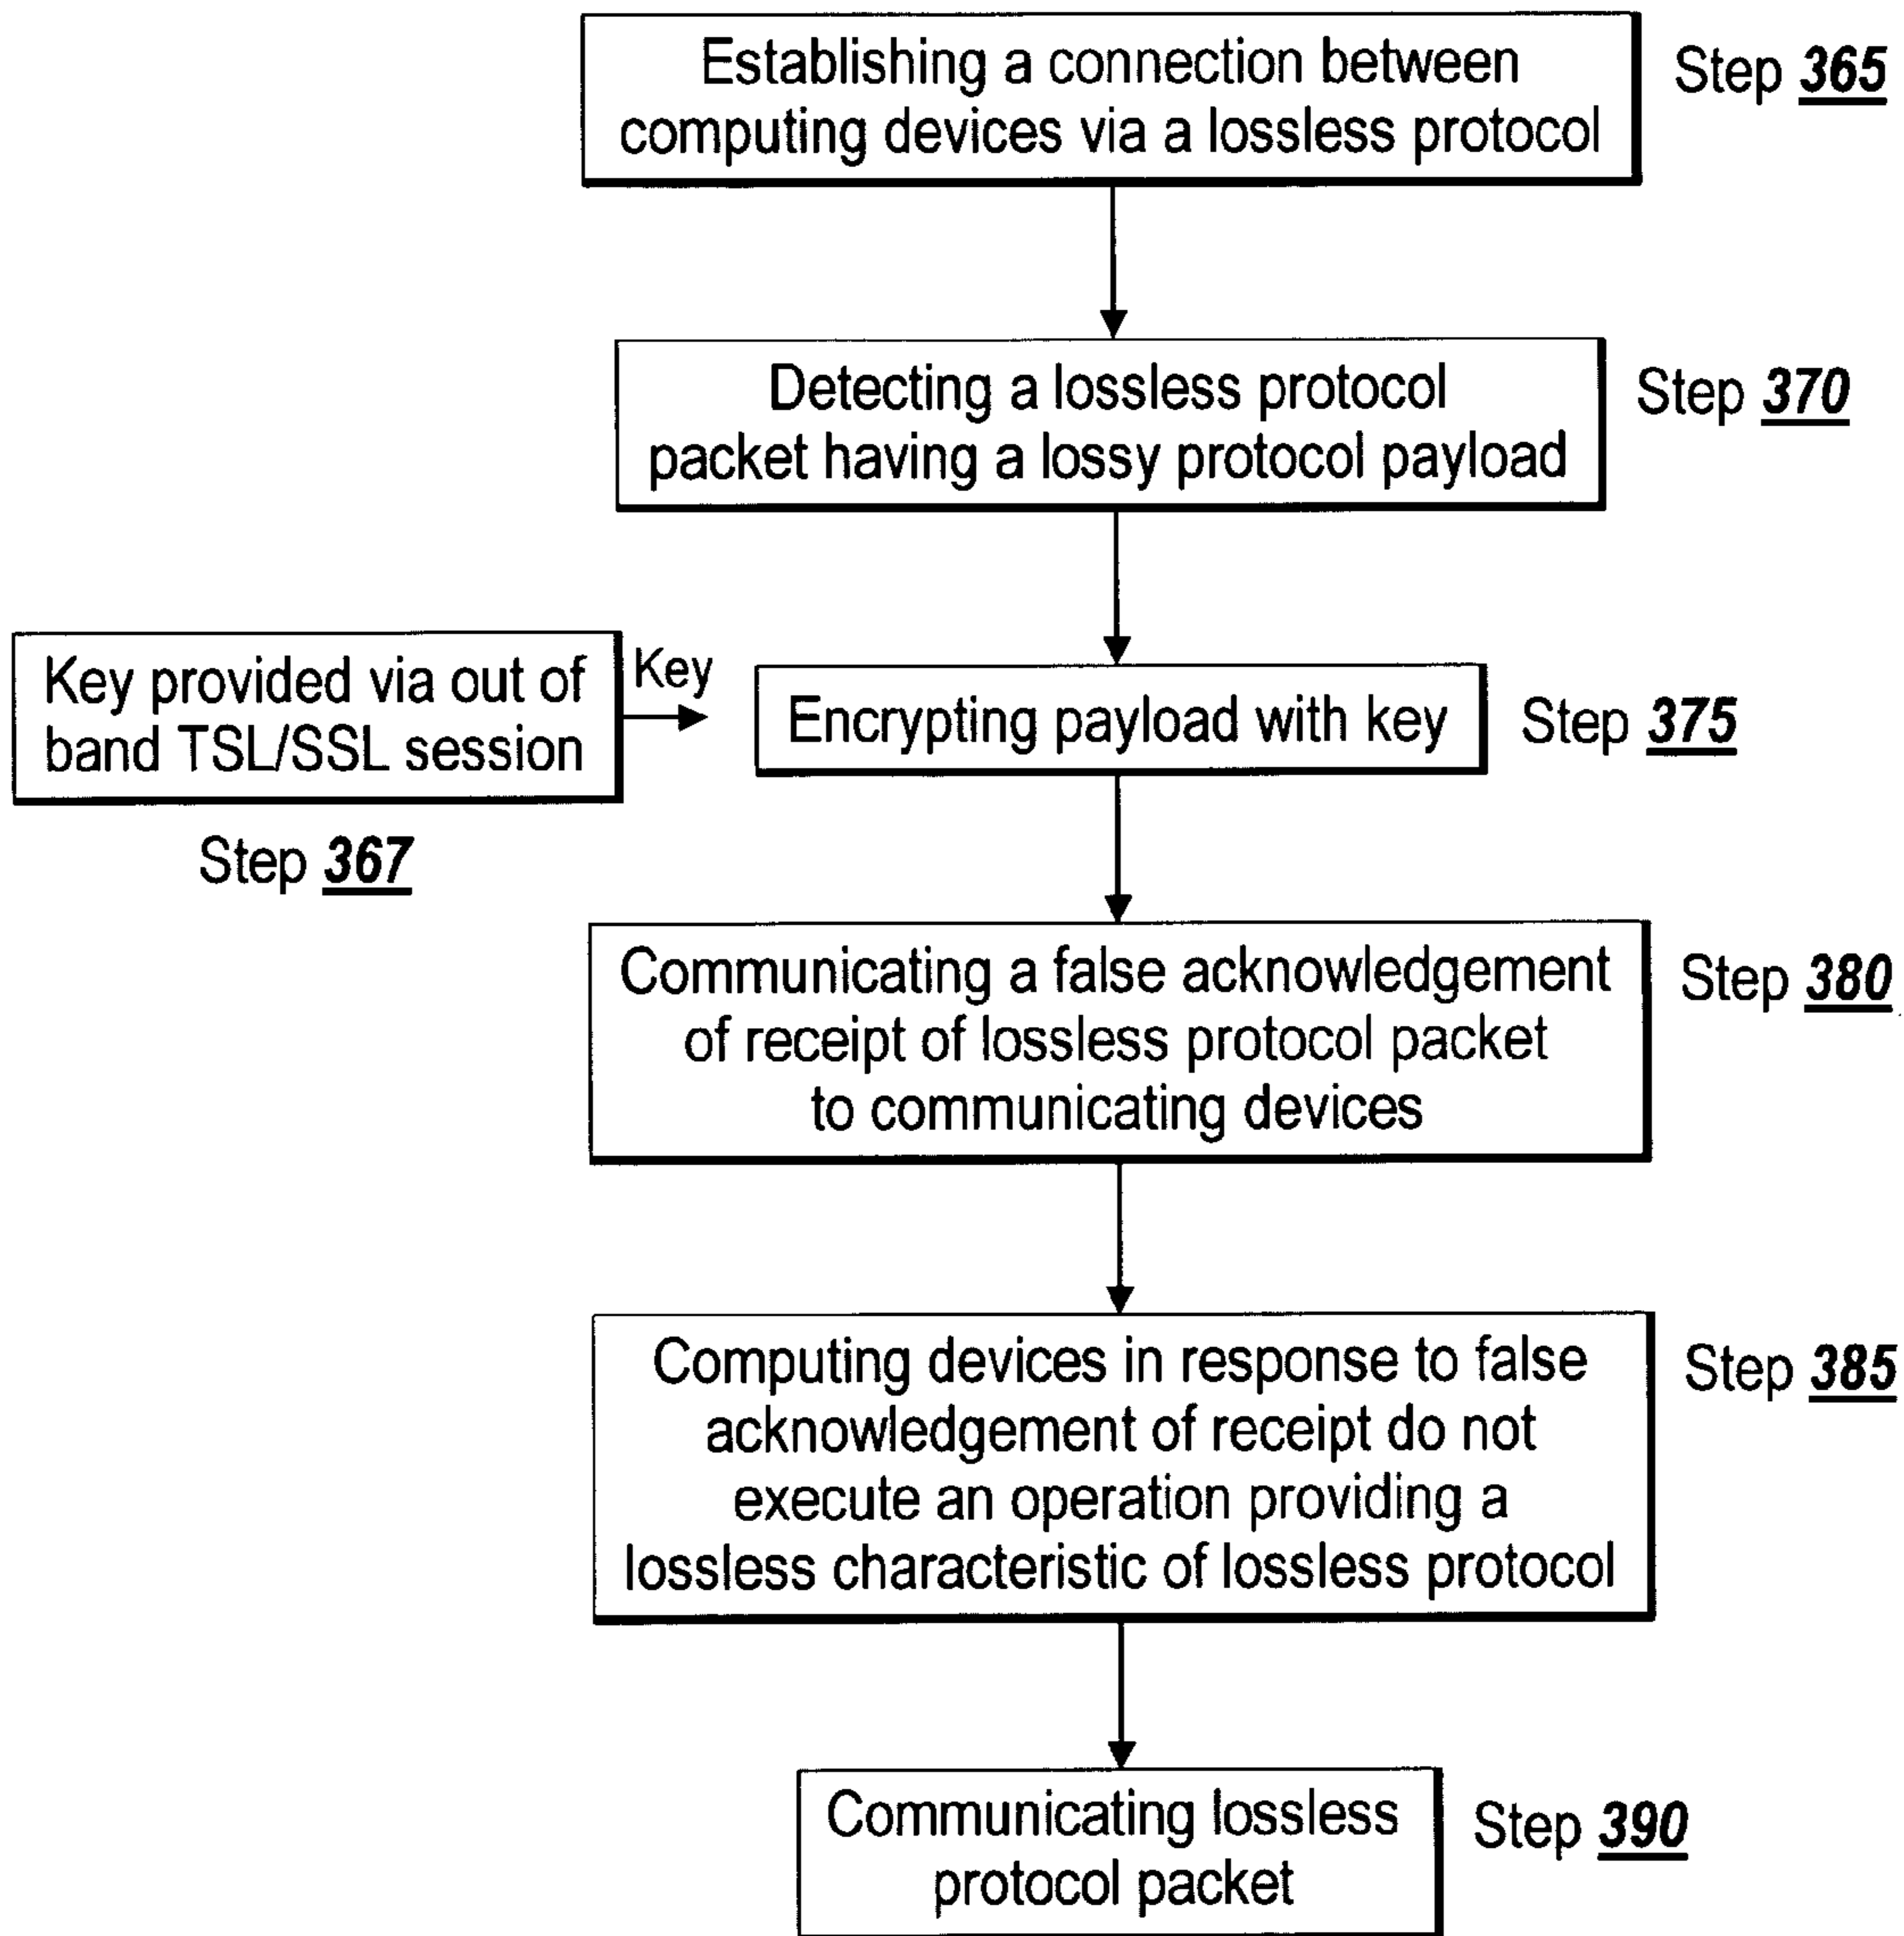 Establishing a connection between
computing devices via a lossless protocol
Step 365
Detecting a lossless protocol
packet having a lossy protocol payload
Step 370
Key provided via out of
band TSL/SSL session
Step 367
Key
Encrypting payload with key
Step 375
Communicating a false acknowledgement
of receipt of lossless protocol packet
to communicating devices
Step 380
Computing devices in response to false
acknowledgement of receipt do not
execute an operation providing a
lossless characteristic of lossless protocol
Step 385
Communicating lossless
protocol packet
Step 390